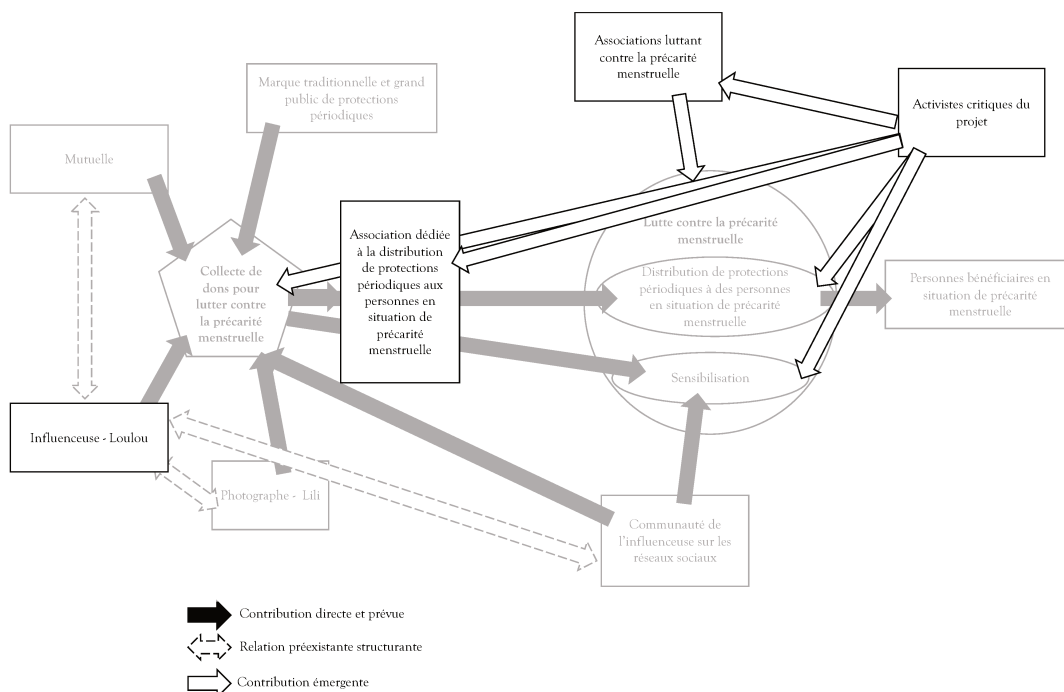 Associations luttant
contre la précarité
menstruelle
Activistes critiques du
projet
Marque traditionnelle et grand
public de protections
périodiques
Mutuelle
Association dédiée
à la distribution
de protections
périodiques aux
personnes en
situation de
précarité
menstruelle
Lutte contre la précarité
menstruelle
Collecte de
dons pour
lutter contre
la précarité
menstruelle
Distribution de protections
périodiques à des personnes
en situation de précarité
menstruelle
Personnes bénéficiaires en
situation de précarité
menstruelle
Sensibilisation
Influenceuse - Loulou
Photographe - Lili
Communauté de
l'influenceuse sur les
réseaux sociaux
Contribution directe et prévue
Relation préexistante structurante
Contribution émergente